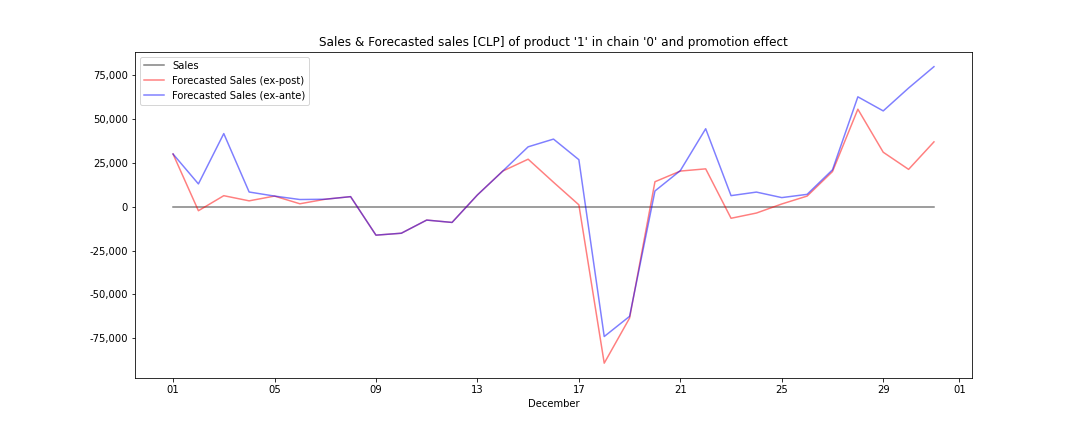 Sales & Forecasted sales [CLP] of product '1' in chain '0' and promotion effect
Sales
Forecasted Sales (ex-post)
Forecasted Sales (ex-ante)
75,000
50,000
25,000
0
-25,000
-50,000
-75,000
01 05 09 13 17 21 25 29 01
December